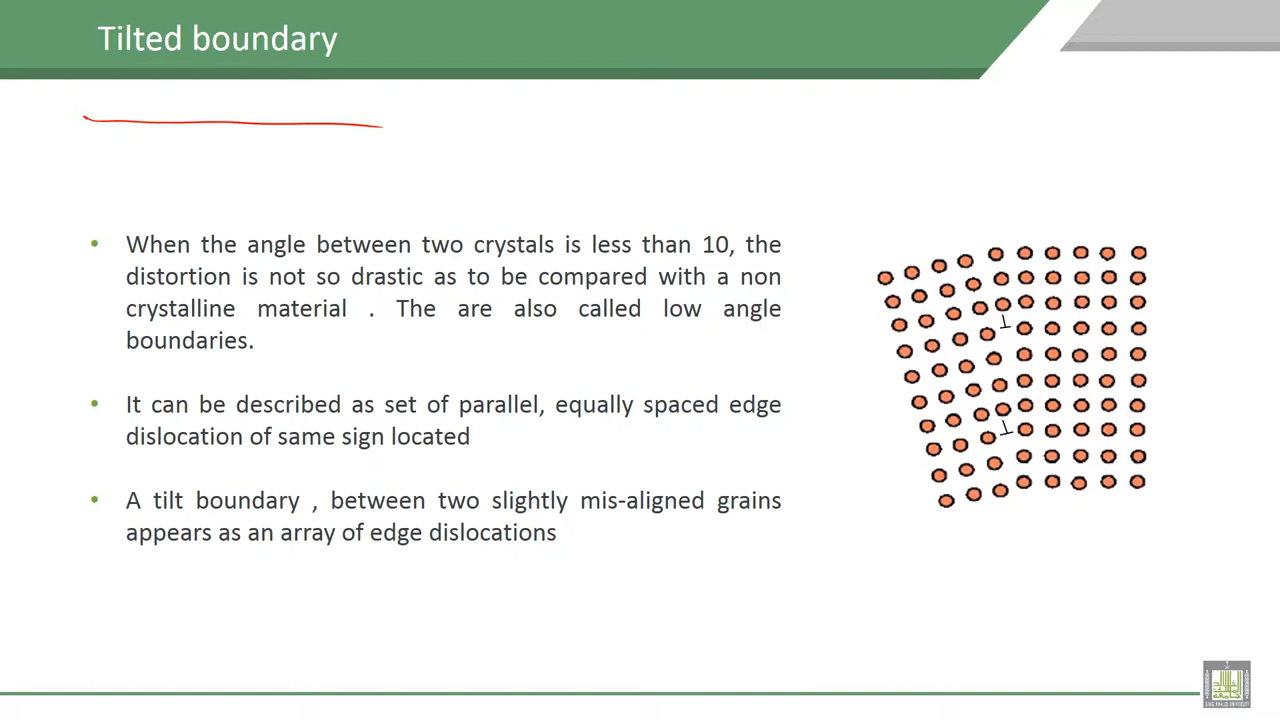 Tilted boundary
• When the angle between two crystals is less than 10, the
distortion is not so drastic as to be compared with a non
crystalline material . The are also called low angle
boundaries.
• It can be described as set of parallel, equally spaced edge
dislocation of same sign located
• A tilt boundary , between two slightly mis-aligned grains
appears as an array of edge dislocations
KING KHALID UNIVERSITY